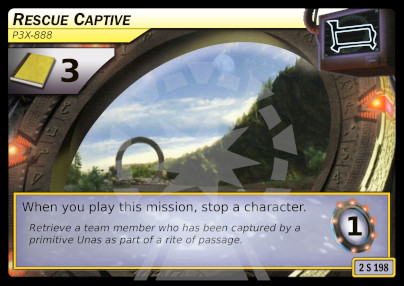 RESCUE CAPTIVE
P3X-888
3
When you play this mission, stop a character.
Retrieve a team member who has been captured by a
primitive Unas as part of a rite of passage.
1
2 S 198